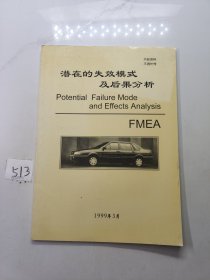 潜在的失效模式
及后果分析
Potential Failure Mode
and Effects Analysis
FMEA
513
1999年3月